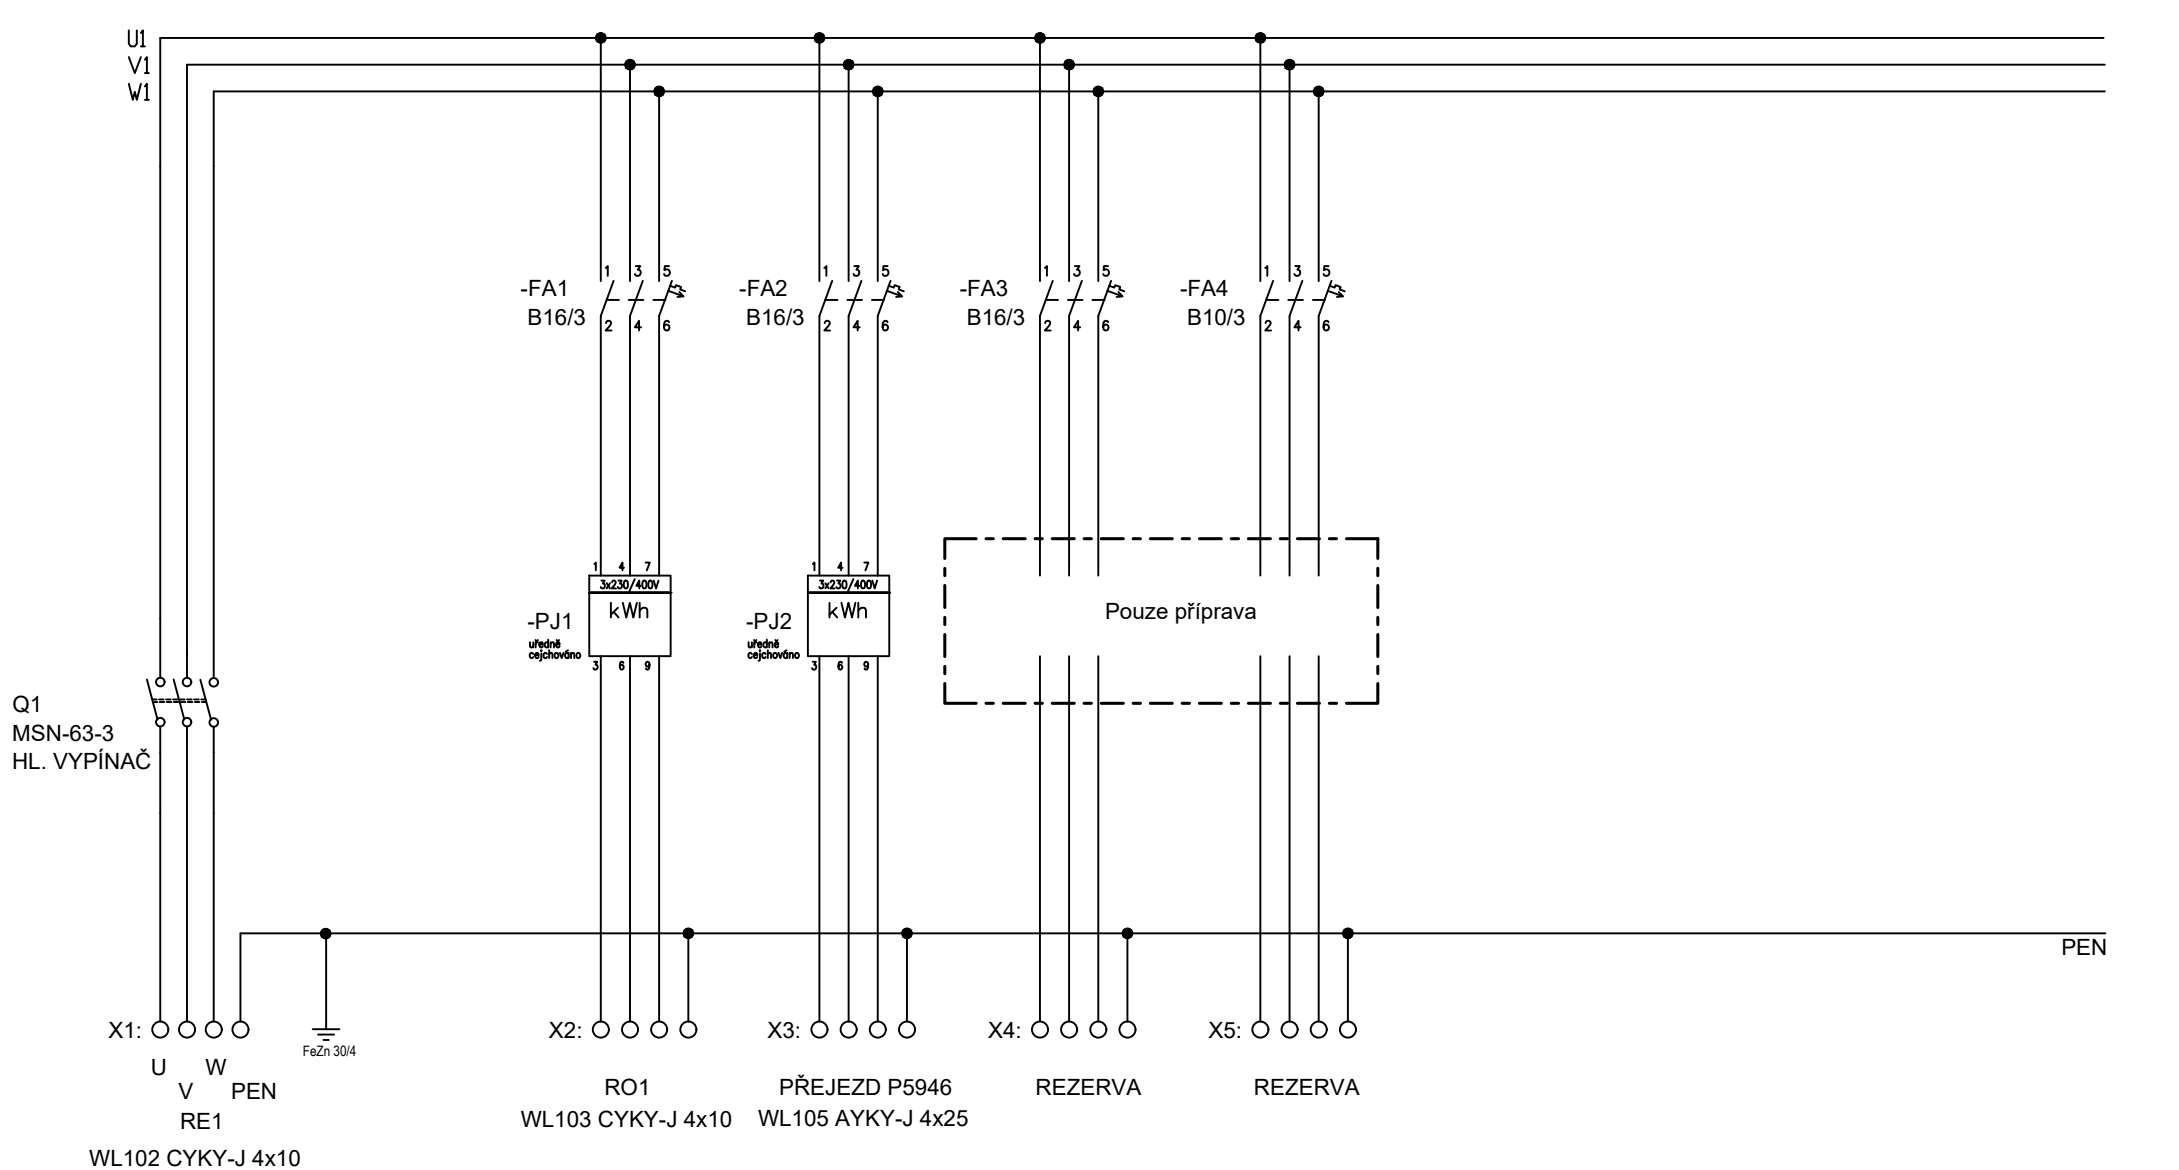 U1
V1
W1
-FA1
B16/3
1 3 5
2 4 6
-FA2
B16/3
1 3 5
2 4 6
-FA3
B16/3
1 3 5
2 4 6
-FA4
B10/3
1 3 5
2 4 6
1 4 7
3x230/400V
kWh
-PJ1
uředně
cejchováno
3 6 9
1 4 7
3x230/400V
kWh
-PJ2
uředně
cejchováno
3 6 9
Pouze příprava
Q1
MSN-63-3
HL. VYPÍNAČ
PEN
X1:
U
V
W
PEN
RE1
WL102 CYKY-J 4x10
FeZn 30/4
X2:
RO1
WL103 CYKY-J 4x10
X3:
PŘEJEZD P5946
WL105 AYKY-J 4x25
X4:
REZERVA
X5:
REZERVA